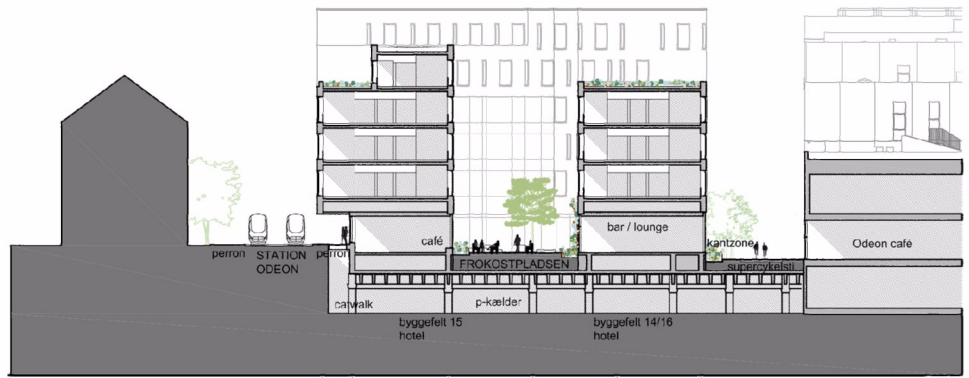 café
bar / lounge
kantzone
Odeon café
perron
STATION
ODEON
perron
FROKOSTPLADSEN
supercykelsti
catwalk
p-kælder
byggefelt 15
hotel
byggefelt 14/16
hotel